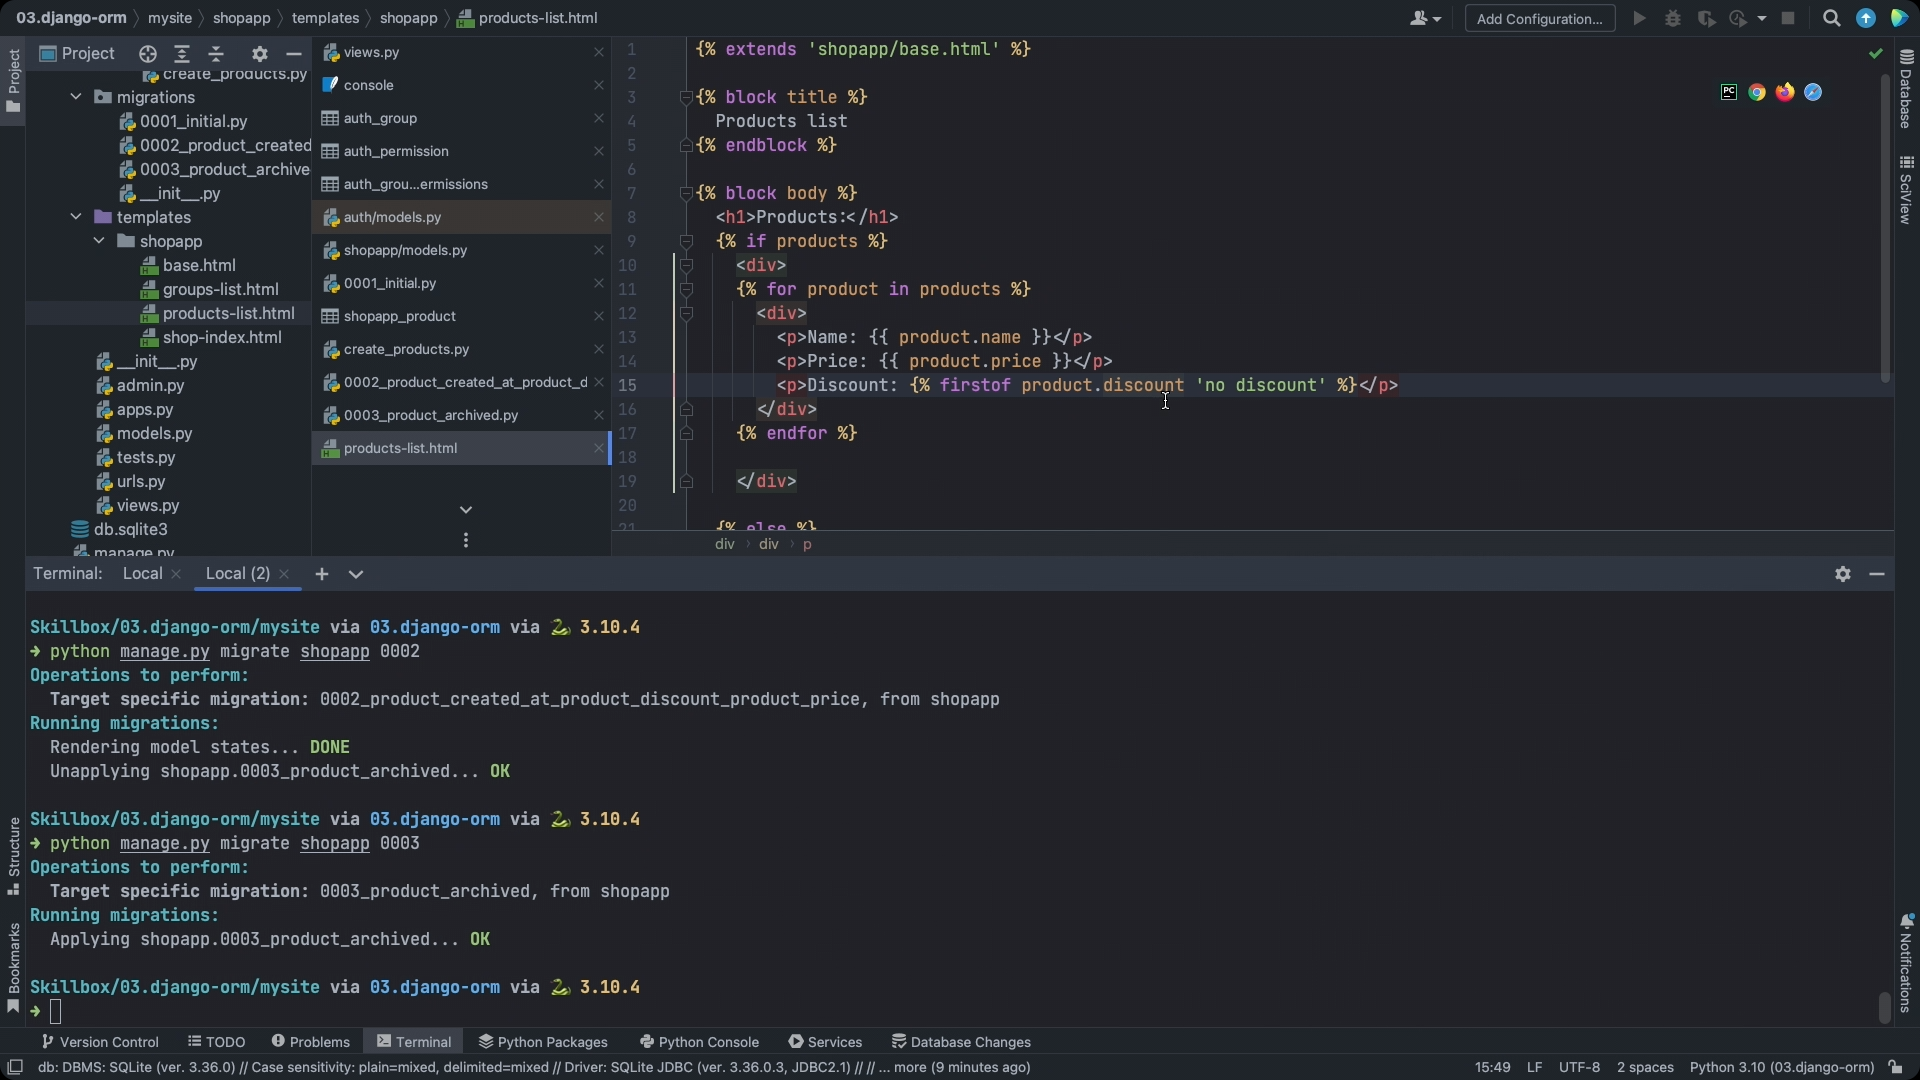 03.django-orm mysite shopapp templates shopapp products-list.html
Add Configuration...
Project
create_products.py
migrations
0001_initial.py
0002_product_created
0003_product_archive
__init__.py
templates
shopapp
base.html
groups-list.html
products-list.html
shop-index.html
__init__.py
admin.py
apps.py
models.py
tests.py
urls.py
views.py
db.sqlite3
manage.py
views.py
console
auth_group
auth_permission
auth_grou...ermissions
auth/models.py
shopapp/models.py
0001_initial.py
shopapp_product
create_products.py
0002_product_created_at_product_d
0003_product_archived.py
products-list.html
1 {% extends 'shopapp/base.html' %}
2
3 {% block title %}
4 Products list
5 {% endblock %}
6
7 {% block body %}
8 <h1>Products:</h1>
9 {% if products %}
10 <div>
11 {% for product in products %}
12 <div>
13 <p>Name: {{ product.name }}</p>
14 <p>Price: {{ product.price }}</p>
15 <p>Discount: {% firstof product.discount 'no discount' %}</p>
16 </div>
17 {% endfor %}
18
19 </div>
20
21 {% else %}
div div p
Project
Structure
Bookmarks
Database
SciView
Notifications
PC
Terminal: Local Local (2)
Skillbox/03.django-orm/mysite via 03.django-orm via 🐍 3.10.4
➜ python manage.py migrate shopapp 0002
Operations to perform:
Target specific migration: 0002_product_created_at_product_discount_product_price, from shopapp
Running migrations:
Rendering model states... DONE
Unapplying shopapp.0003_product_archived... OK
Skillbox/03.django-orm/mysite via 03.django-orm via 🐍 3.10.4
➜ python manage.py migrate shopapp 0003
Operations to perform:
Target specific migration: 0003_product_archived, from shopapp
Running migrations:
Applying shopapp.0003_product_archived... OK
Skillbox/03.django-orm/mysite via 03.django-orm via 🐍 3.10.4
➜
Version Control TODO Problems Terminal Python Packages Python Console Services Database Changes
db: DBMS: SQLite (ver. 3.36.0) // Case sensitivity: plain=mixed, delimited=mixed // Driver: SQLite JDBC (ver. 3.36.0.3, JDBC2.1) // // ... more (9 minutes ago) 15:49 LF UTF-8 2 spaces Python 3.10 (03.django-orm)